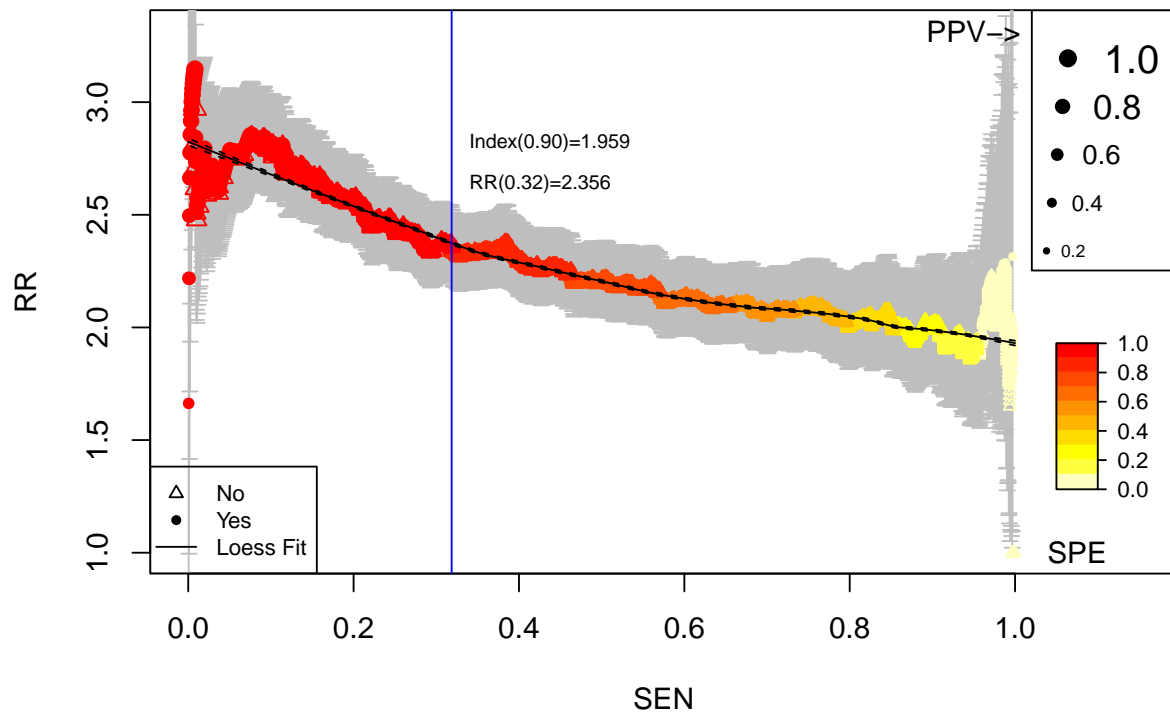 PPV−>
1.0
0.8
0.6
0.4
0.2
Index(0.90)=1.959
RR(0.32)=2.356
RR
3.0
2.5
2.0
1.5
1.0
1.0
0.8
0.6
0.4
0.2
0.0
SPE
No
Yes
Loess Fit
0.0 0.2 0.4 0.6 0.8 1.0
SEN